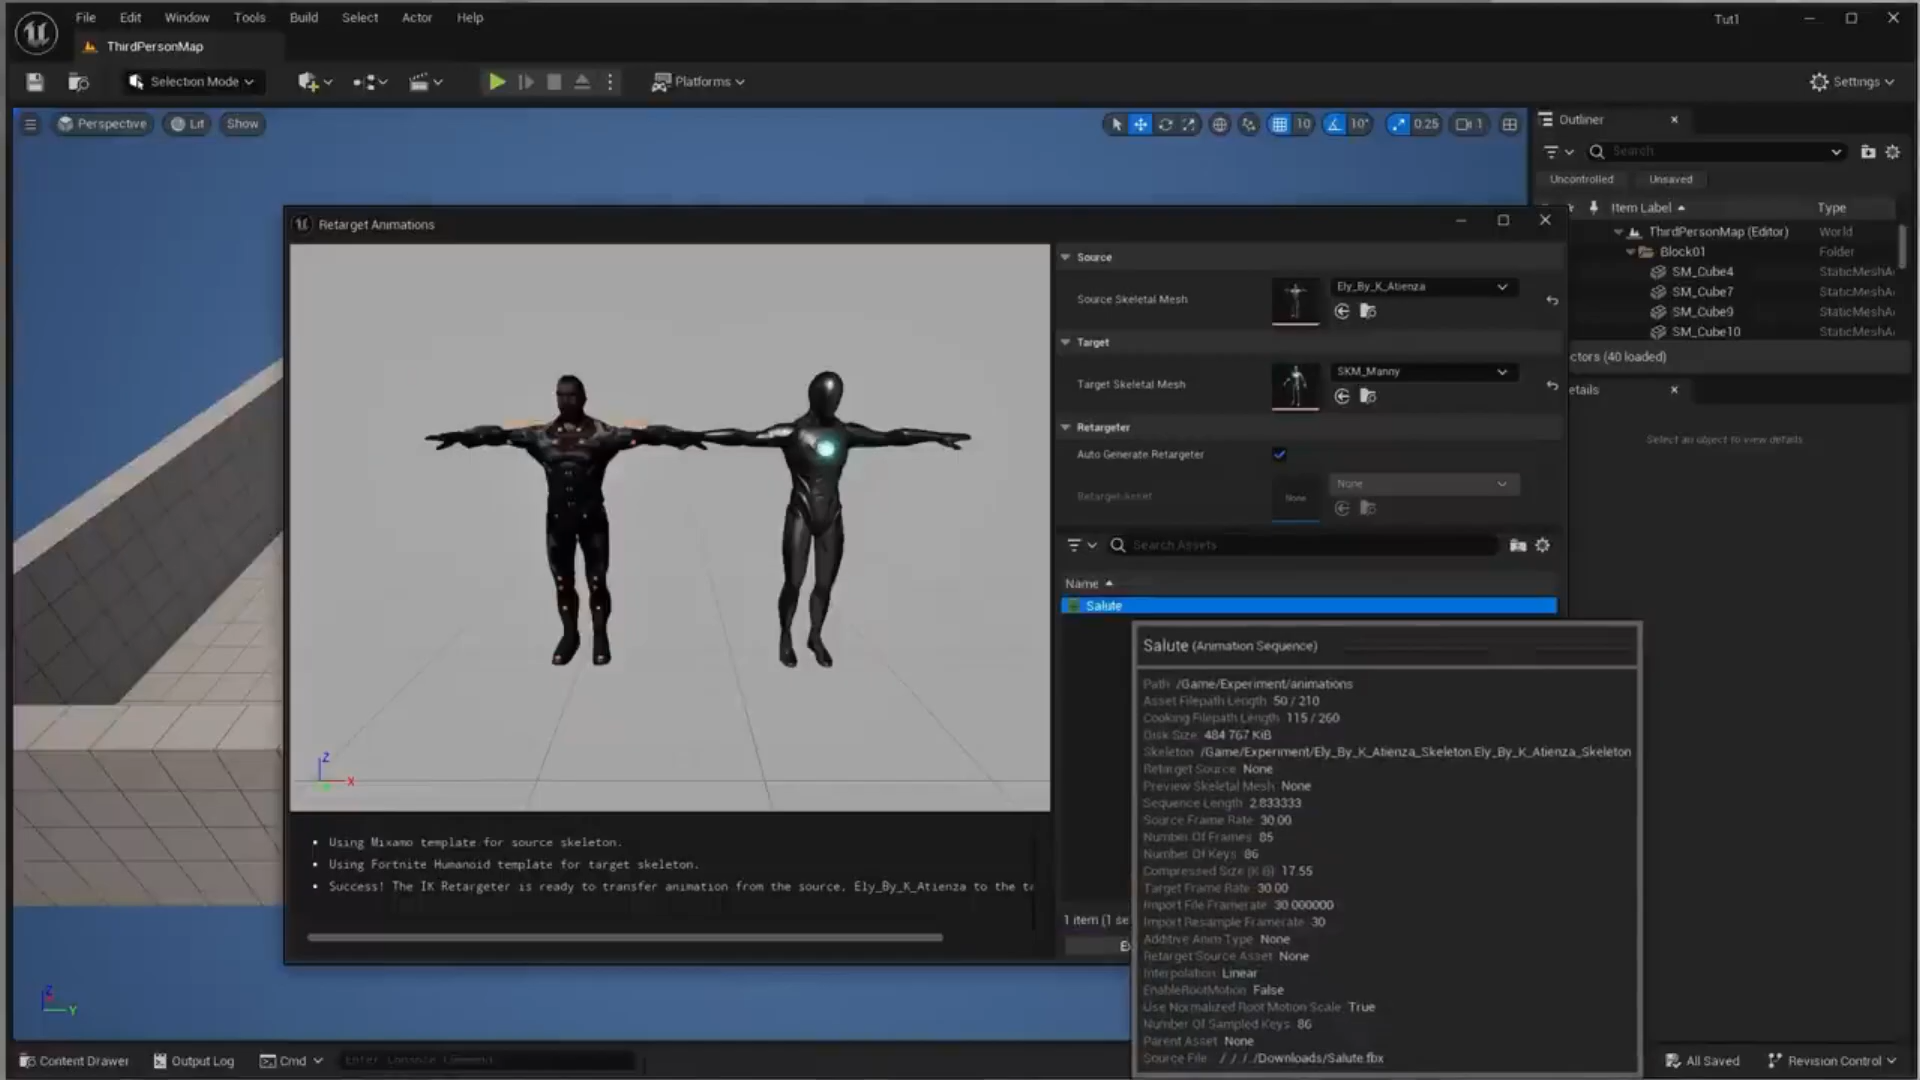 File Edit Window Tools Build Select Actor Help
Tut1
ThirdPersonMap
Selection Mode
Platforms
Settings
Perspective Lit Show
10 10° 0.25 1
Outliner
Search
Uncontrolled Unsaved
Item Label Type
ThirdPersonMap (Editor) World
Block01 Folder
SM_Cube4 StaticMeshA
SM_Cube7 StaticMeshA
SM_Cube9 StaticMeshA
SM_Cube10 StaticMeshA
ctors (40 loaded)
etails
Select an object to view details
Retarget Animations
Source
Source Skeletal Mesh Ely_By_K_Atienza
Target
Target Skeletal Mesh SKM_Manny
Retargeter
Auto Generate Retargeter
Retarget Asset None None
Search Assets
Name
Salute
Salute (Animation Sequence)
Path /Game/Experiment/animations
Asset Filepath Length 50 / 210
Cooking Filepath Length 115 / 260
Disk Size 484 767 KiB
Skeleton /Game/Experiment/Ely_By_K_Atienza_Skeleton.Ely_By_K_Atienza_Skeleton
Retarget Source None
Preview Skeletal Mesh None
Sequence Length 2.833333
Source Frame Rate 30.00
Number Of Frames 85
Number Of Keys 86
Compressed Size (KB) 17.55
Target Frame Rate 30.00
Import File Framerate 30 000000
Import Resample Framerate 30
Additive Anim Type None
Retarget Source Asset None
Interpolation Linear
EnableRootMotion False
Use Normalized Root Motion Scale True
Number Of Sampled Keys 86
Parent Asset None
Source File / / / /Downloads/Salute.fbx
1 item (1 se
E
Z
X
• Using Mixamo template for source skeleton.
• Using Fortnite Humanoid template for target skeleton.
• Success! The IK Retargeter is ready to transfer animation from the source, Ely_By_K_Atienza to the ta
Z
Y
Content Drawer Output Log Cmd Enter Console Command
All Saved Revision Control